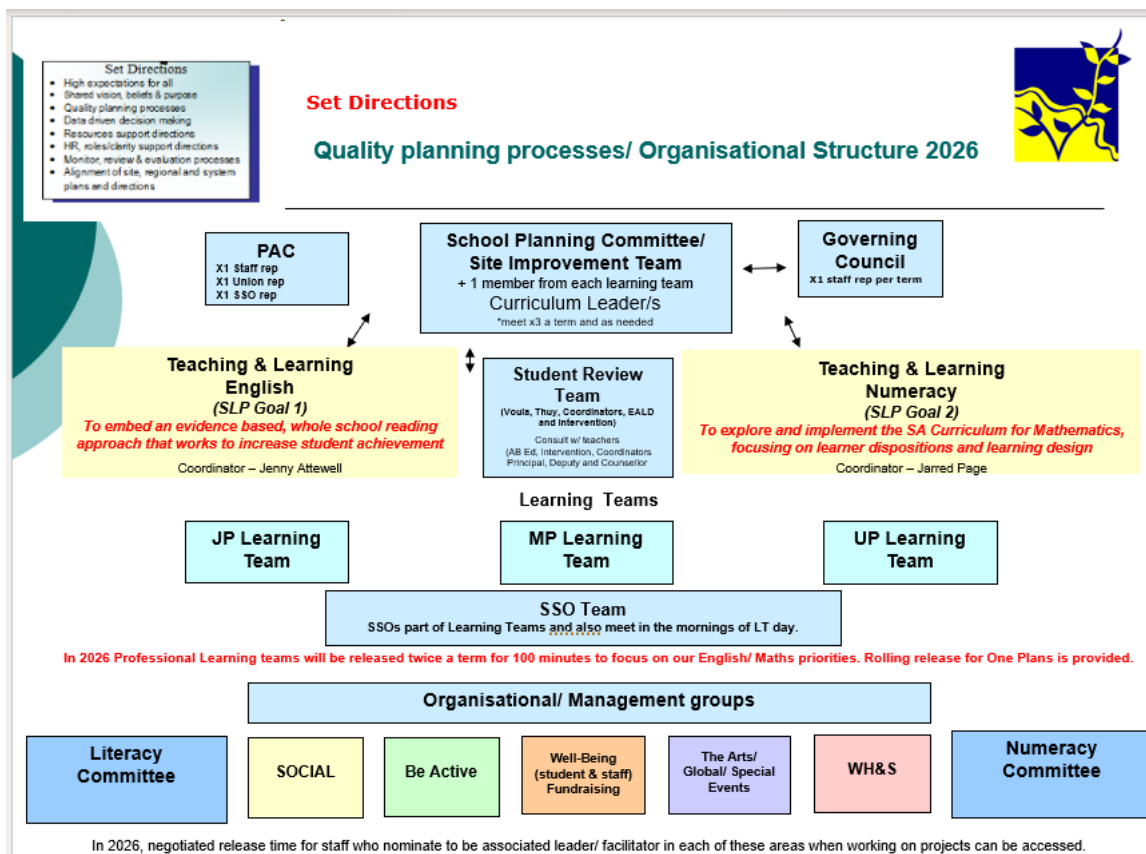 Set Directions
High expectations for all
Shared vision, beliefs & purpose
Quality planning processes
Data driven decision making
Resources support directions
HR, roles/clarity support directions
Monitor, review & evaluation processes
Alignment of site, regional and system
plans and directions
Set Directions
Quality planning processes/ Organisational Structure 2026
PAC
X1 Staff rep
X1 Union rep
X1 SSO rep
School Planning Committee/
Site Improvement Team
+ 1 member from each learning team
Curriculum Leader/s
*meet x3 a term and as needed
Governing
Council
X1 staff rep per term
Teaching & Learning
English
(SLP Goal 1)
To embed an evidence based, whole school reading
approach that works to increase student achievement
Coordinator – Jenny Attewell
Student Review
Team
(Voula, Thuy, Coordinators, EALD
and Intervention)
Consult w/ teachers
(AB Ed, Intervention, Coordinators
Principal, Deputy and Counsellor
Teaching & Learning
Numeracy
(SLP Goal 2)
To explore and implement the SA Curriculum for Mathematics,
focusing on learner dispositions and learning design
Coordinator – Jarred Page
Learning Teams
JP Learning
Team
MP Learning
Team
UP Learning
Team
SSO Team
SSOs part of Learning Teams and also meet in the mornings of LT day.
In 2026 Professional Learning teams will be released twice a term for 100 minutes to focus on our English/ Maths priorities. Rolling release for One Plans is provided.
Organisational/ Management groups
Literacy
Committee
SOCIAL
Be Active
Well-Being
(student & staff)
Fundraising
The Arts/
Global/ Special
Events
WH&S
Numeracy
Committee
In 2026, negotiated release time for staff who nominate to be associated leader/ facilitator in each of these areas when working on projects can be accessed.